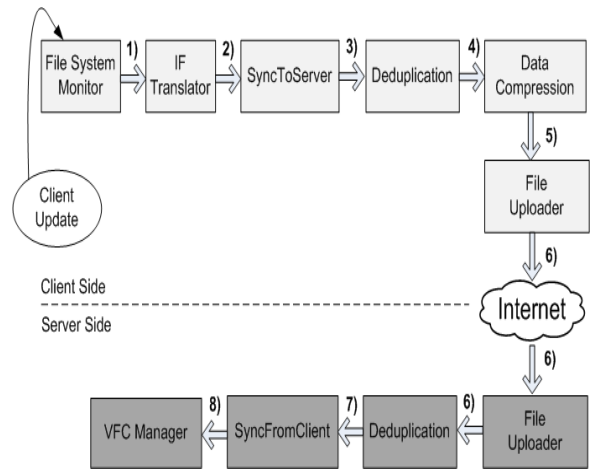 1)
2)
3)
4)
File System
Monitor
IF
Translator
SyncToServer
Deduplication
Data
Compression
5)
Client
Update
File
Uploader
6)
Client Side
Internet
Server Side
6)
8)
7)
6)
VFC Manager
SyncFromClient
Deduplication
File
Uploader